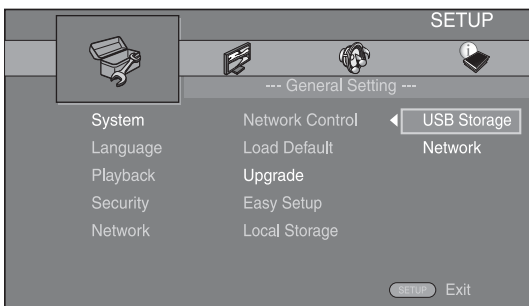 SETUP
--- General Setting ---
System
Language
Playback
Security
Network
Network Control
Load Default
Upgrade
Easy Setup
Local Storage
USB Storage
Network
SETUP Exit